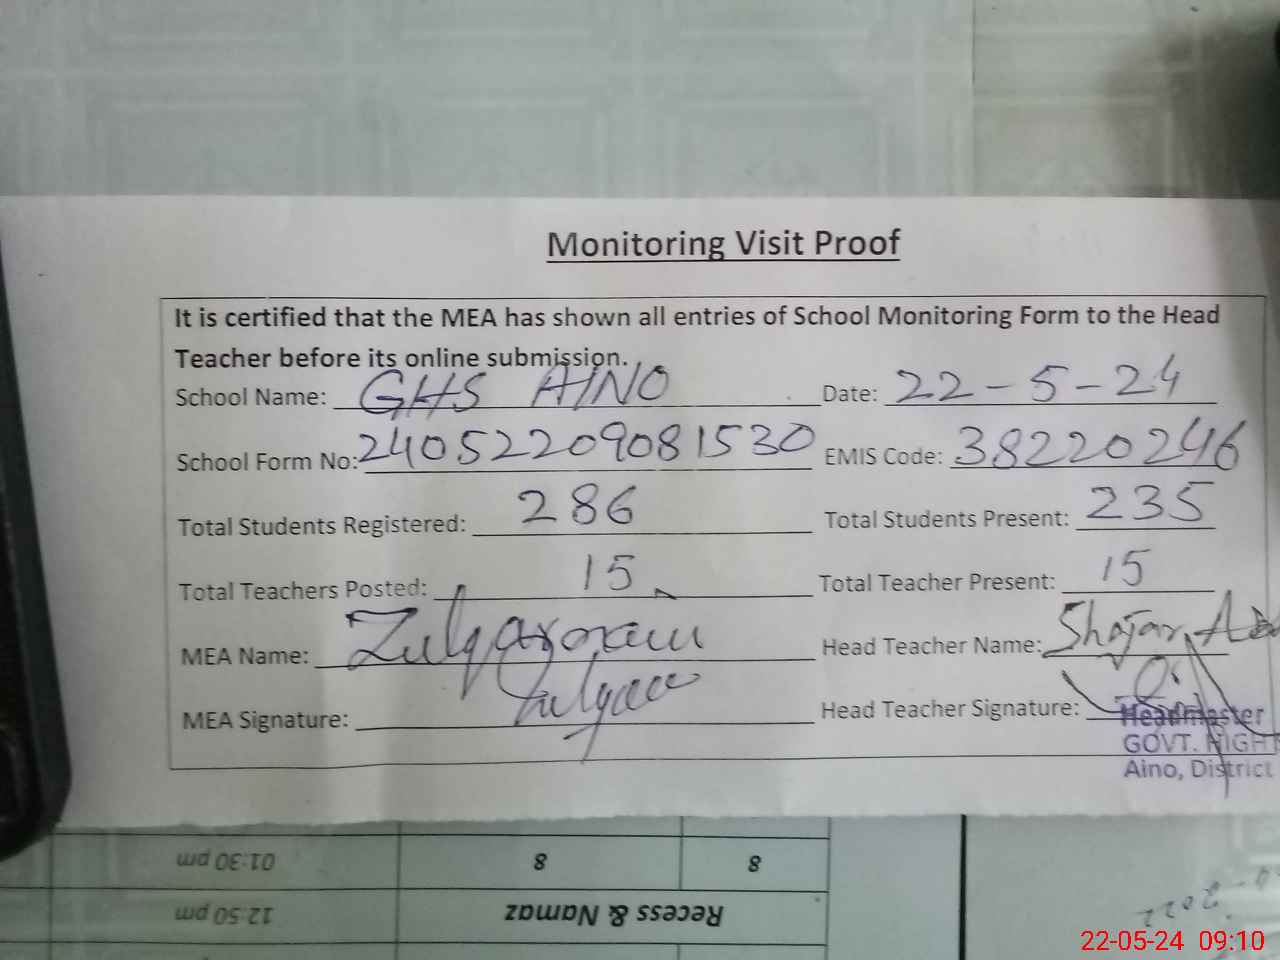 Monitoring Visit Proof
It is certified that the MEA has shown all entries of School Monitoring Form to the Head
Teacher before its online submission.
School Name: GHS AINO Date: 22-5-24
School Form No: 24052209081530 EMIS Code: 38220246
Total Students Registered: 286 Total Students Present: 235
Total Teachers Posted: 15 Total Teacher Present: 15
MEA Name: Head Teacher Name: Shajar
MEA Signature: Head Teacher Signature:
Headmaster
GOVT. HIGH
Aino, District
01:30 pm 8 8
12:50 pm Recess & Namaz
22-05-24 09:10